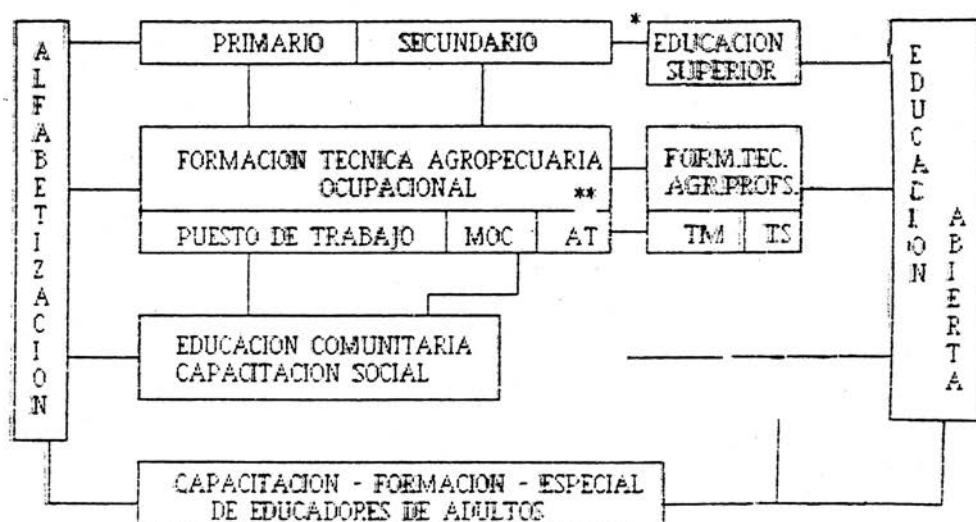 ALFABETIZACION
PRIMARIO SECUNDARIO
*
EDUCACION
SUPERIOR
FORMACION TECNICA AGROPECUARIA
OCUPACIONAL
**
PUESTO DE TRABAJO MOC AT
FORM.TEC.
AGR.PROFS.
TM TS
EDUCACION COMUNITARIA
CAPACITACION SOCIAL
CAPACITACION - FORMACION - ESPECIAL
DE EDUCADORES DE ADULTOS
EDUCACION
ABIERTA